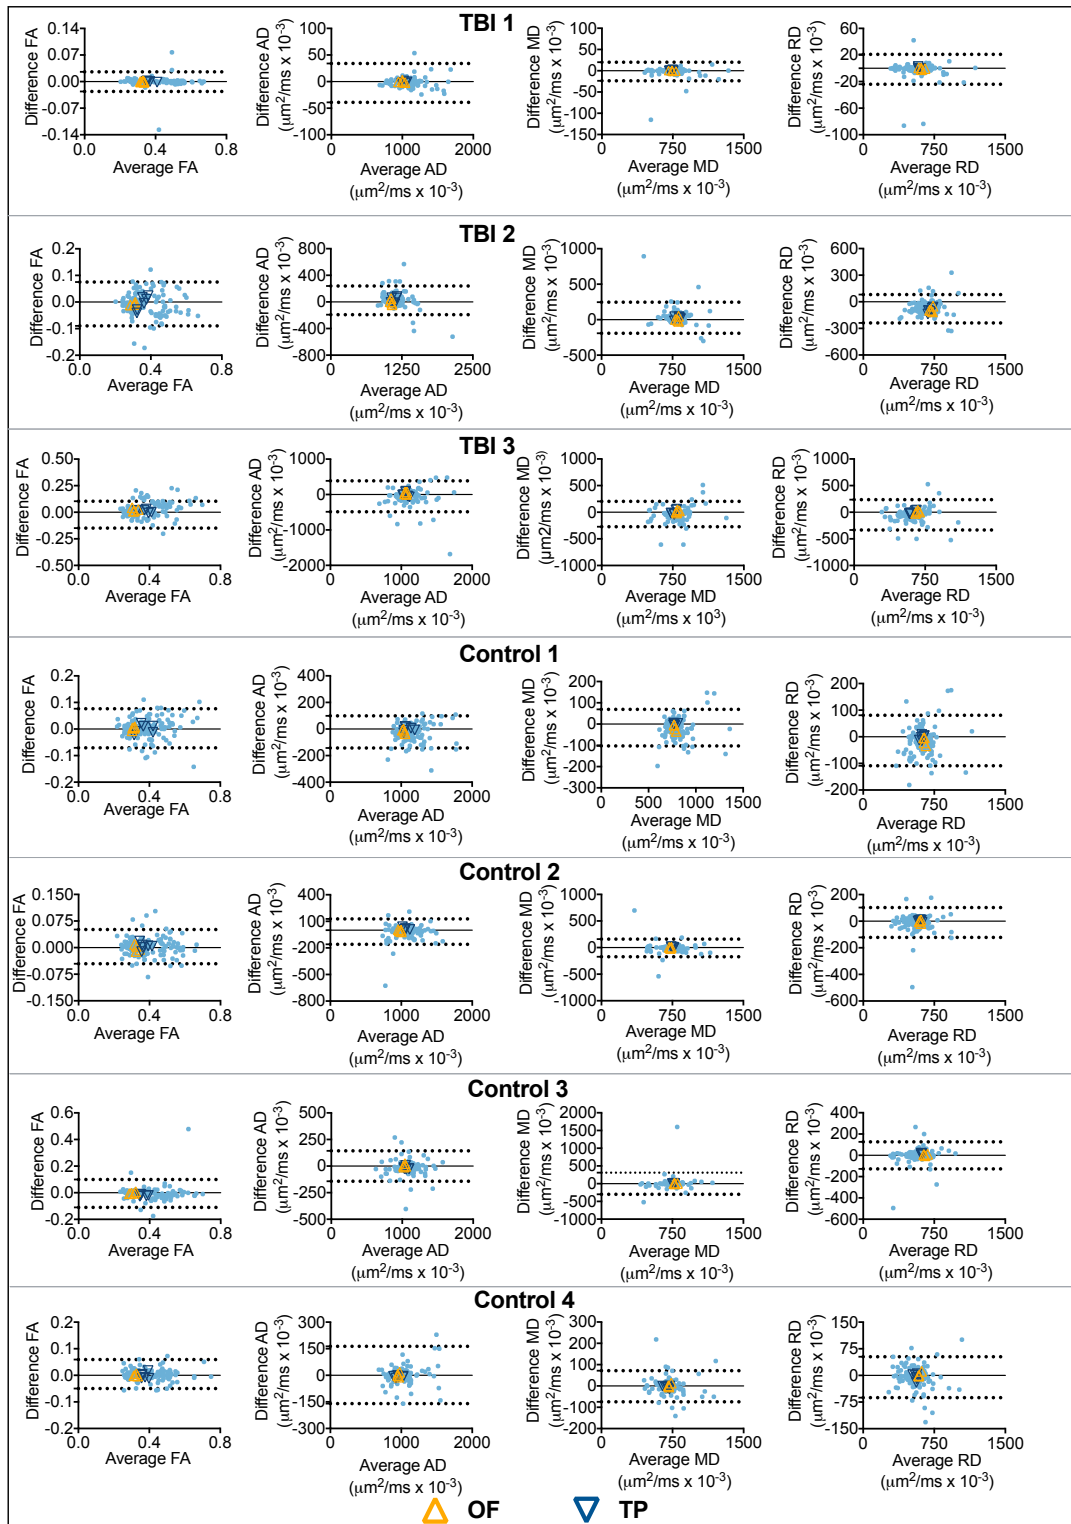 TBI 1
Difference FA
0.14
0.07
0.00
-0.07
-0.14
0.0
0.4
0.8
Average FA
Difference AD
(μm²/ms x 10⁻³)
100
50
0
-50
-100
0
1000
2000
Average AD
(μm²/ms x 10⁻³)
Difference MD
(μm²/ms x 10⁻³)
100
50
0
-50
-100
-150
0
750
1500
Average MD
(μm²/ms x 10⁻³)
Difference RD
(μm²/ms x 10⁻³)
60
20
-20
-60
-100
0
750
1500
Average RD
(μm²/ms x 10⁻³)
TBI 2
Difference FA
0.2
0.1
0.0
-0.1
-0.2
0.0
0.4
0.8
Average FA
Difference AD
(μm²/ms x 10⁻³)
800
400
0
-400
-800
0
1250
2500
Average AD
(μm²/ms x 10⁻³)
Difference MD
(μm²/ms x 10⁻³)
1000
500
0
-500
0
750
1500
Average MD
(μm²/ms x 10⁻³)
Difference RD
(μm²/ms x 10⁻³)
600
300
0
-300
-600
0
750
1500
Average RD
(μm²/ms x 10⁻³)
TBI 3
Difference FA
0.50
0.25
0.00
-0.25
-0.50
0.0
0.4
0.8
Average FA
Difference AD
(μm²/ms x 10⁻³)
1000
0
-1000
-2000
0
1000
2000
Average AD
(μm²/ms x 10⁻³)
Difference MD
(μm2/ms x 10⁻³)
1000
500
0
-500
-1000
0
750
1500
Average MD
(μm²/ms x 10³)
Difference RD
(μm²/ms x 10⁻³)
1000
500
0
-500
-1000
0
750
1500
Average RD
(μm²/ms x 10⁻³)
Control 1
Difference FA
0.2
0.1
0.0
-0.1
-0.2
0.0
0.4
0.8
Average FA
Difference AD
(μm²/ms x 10⁻³)
400
200
0
-200
-400
0
1000
2000
Average AD
(μm²/ms x 10⁻³)
Difference MD
(μm²/ms x 10⁻³)
200
100
0
-100
-200
-300
0
500
1000
1500
Average MD
(μm²/ms x 10⁻³)
Difference RD
(μm²/ms x 10⁻³)
200
100
0
-100
-200
0
750
1500
Average RD
(μm²/ms x 10⁻³)
Control 2
Difference FA
0.150
0.075
0.000
-0.075
-0.150
0.0
0.4
0.8
Average FA
Difference AD
(μm²/ms x 10⁻³)
400
200
0
-200
-400
-800
0
1000
2000
Average AD
(μm²/ms x 10⁻³)
Difference MD
(μm²/ms x 10⁻³)
1000
500
0
-500
-1000
0
750
1500
Average MD
(μm²/ms x 10⁻³)
Difference RD
(μm²/ms x 10⁻³)
200
0
-200
-400
-600
0
750
1500
Average RD
(μm²/ms x 10⁻³)
Control 3
Difference FA
0.6
0.4
0.2
0.0
-0.2
0.0
0.4
0.8
Average FA
Difference AD
(μm²/ms x 10⁻³)
500
250
0
-250
-500
0
1000
2000
Average AD
(μm²/ms x 10⁻³)
Difference MD
(μm²/ms x 10⁻³)
2000
1500
1000
500
0
-500
-1000
0
750
1500
Average MD
(μm²/ms x 10⁻³)
Difference RD
(μm²/ms x 10⁻³)
400
200
0
-200
-400
-600
0
750
1500
Average RD
(μm²/ms x 10⁻³)
Control 4
Difference FA
0.2
0.1
0.0
-0.1
-0.2
0.0
0.4
0.8
Average FA
Difference AD
(μm²/ms x 10⁻³)
300
150
0
-150
-300
0
1000
2000
Average AD
(μm²/ms x 10⁻³)
Difference MD
(μm²/ms x 10⁻³)
300
200
100
0
-100
-200
0
750
1500
Average MD
(μm²/ms x 10⁻³)
Difference RD
(μm²/ms x 10⁻³)
150
75
0
-75
-150
0
750
1500
Average RD
(μm²/ms x 10⁻³)
OF
TP